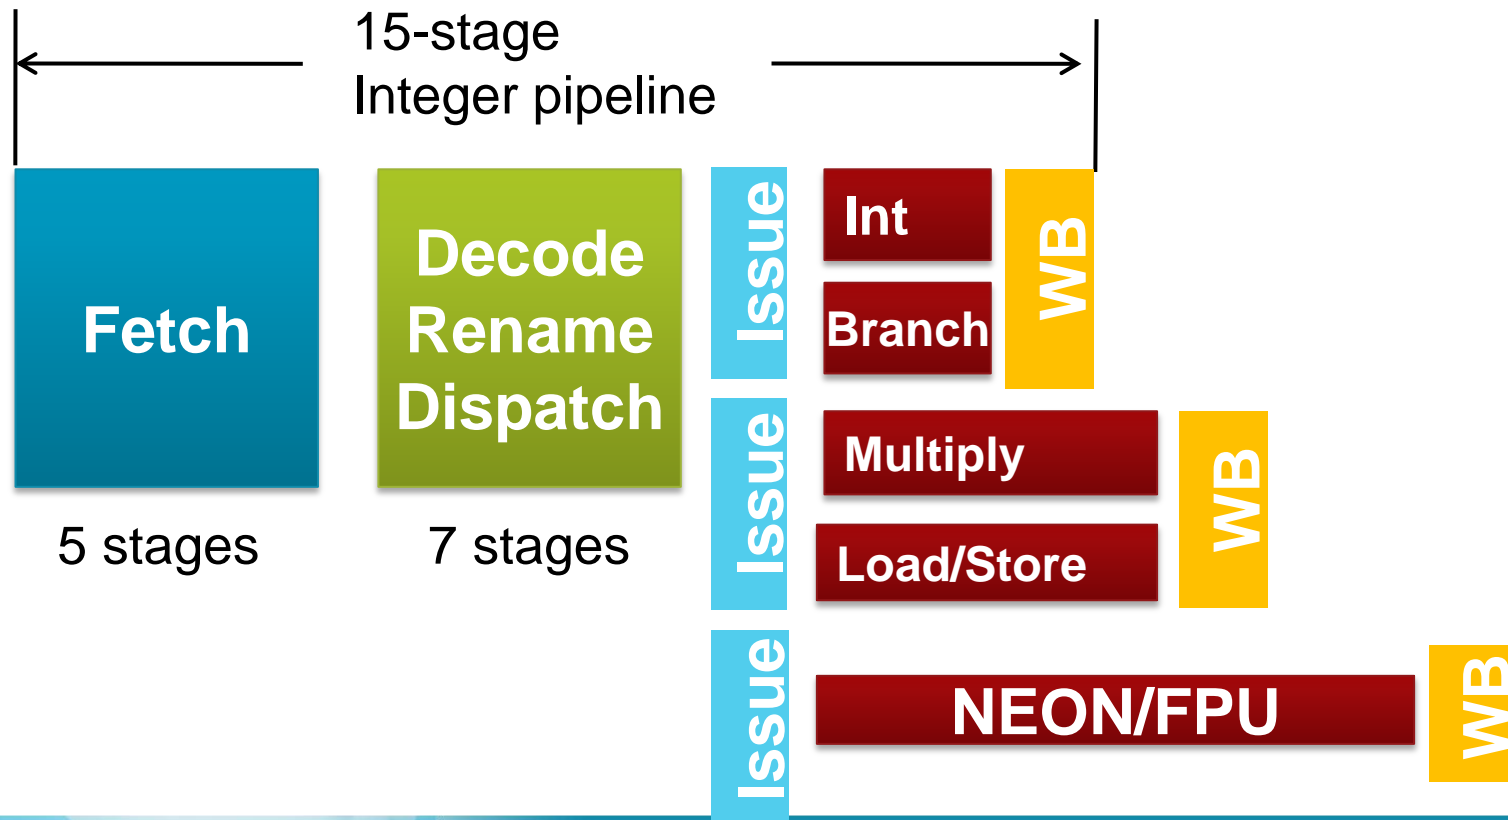 15-stage
Integer pipeline
Fetch
5 stages
Decode
Rename
Dispatch
7 stages
Issue
Int
Branch
WB
Issue
Multiply
Load/Store
WB
Issue
NEON/FPU
WB